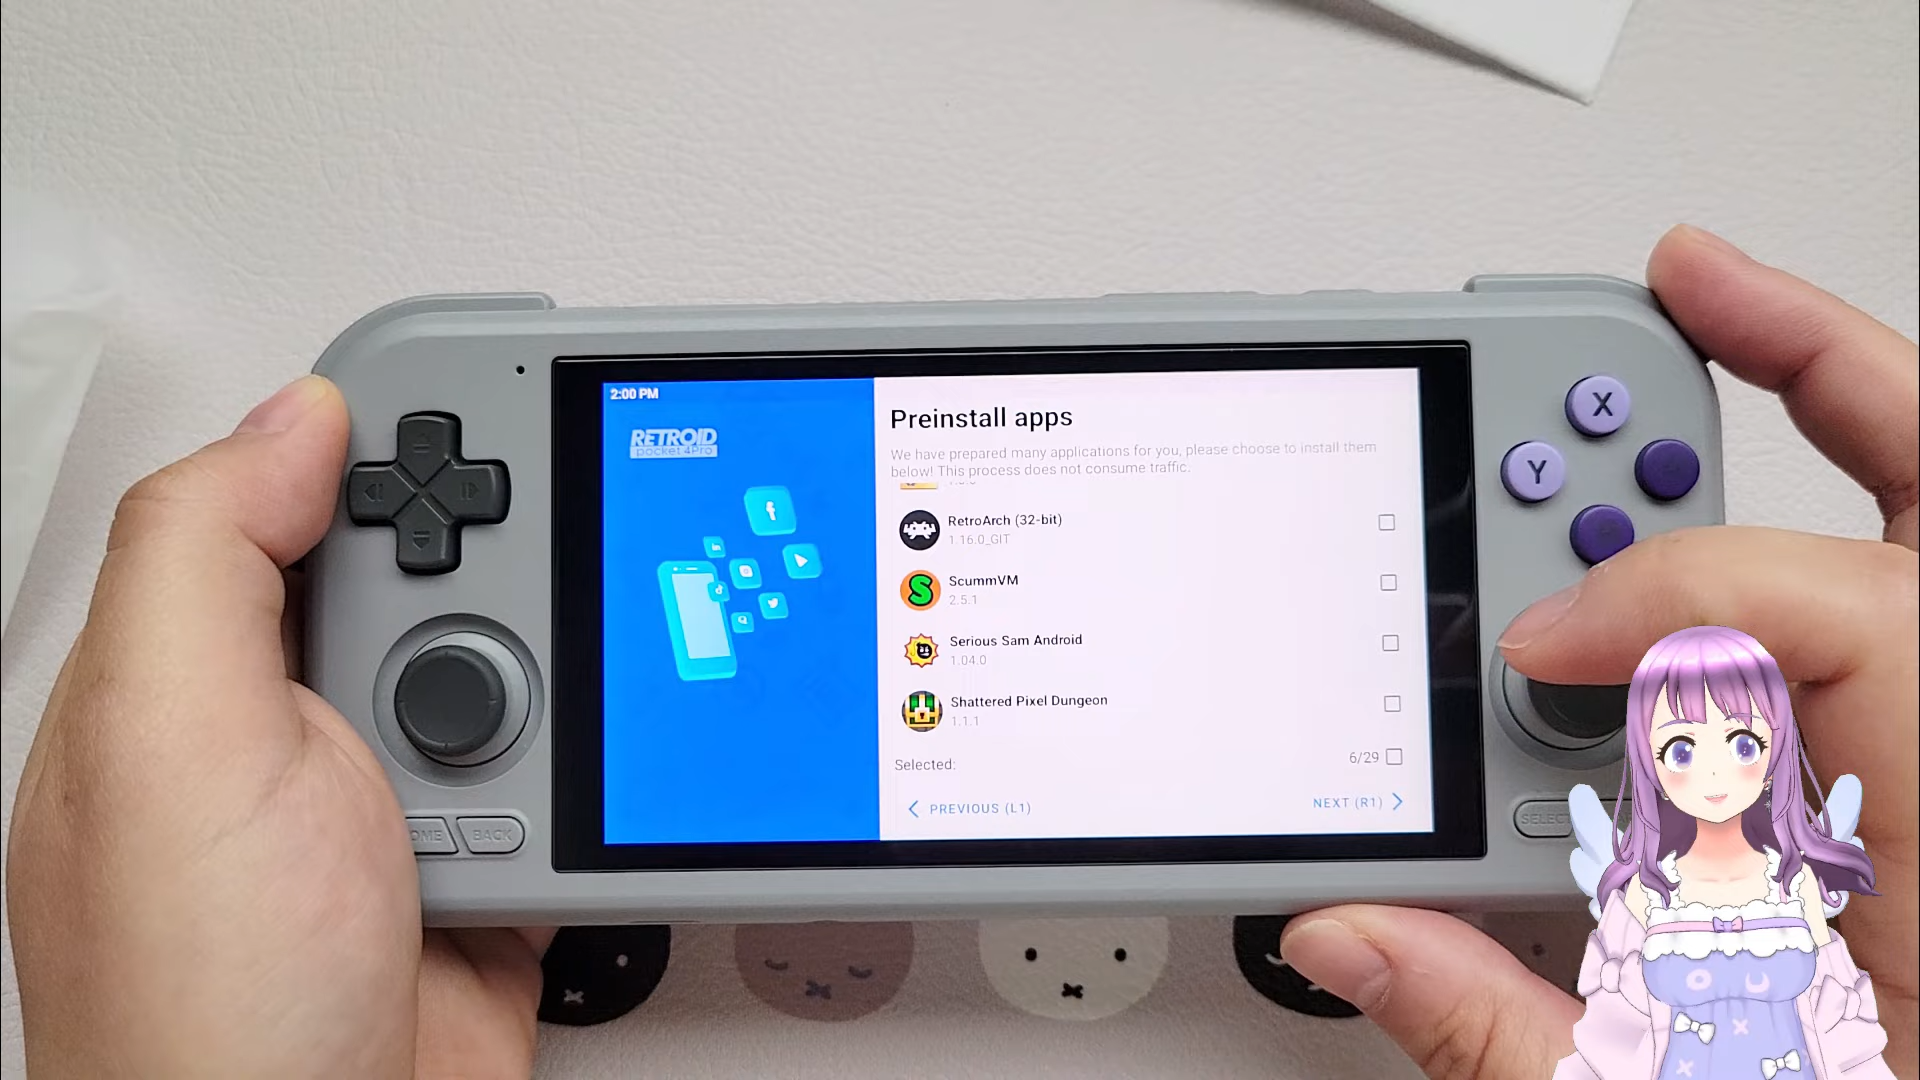 2:00 PM
RETROID
pocket 4Pro
Preinstall apps
We have prepared many applications for you, please choose to install them
below! This process does not consume traffic.
RetroArch (32-bit)
1.16.0_GIT
ScummVM
2.5.1
Serious Sam Android
1.04.0
Shattered Pixel Dungeon
1.1.1
Selected:
6/29
PREVIOUS (L1)
NEXT (R1)
X
Y
BACK